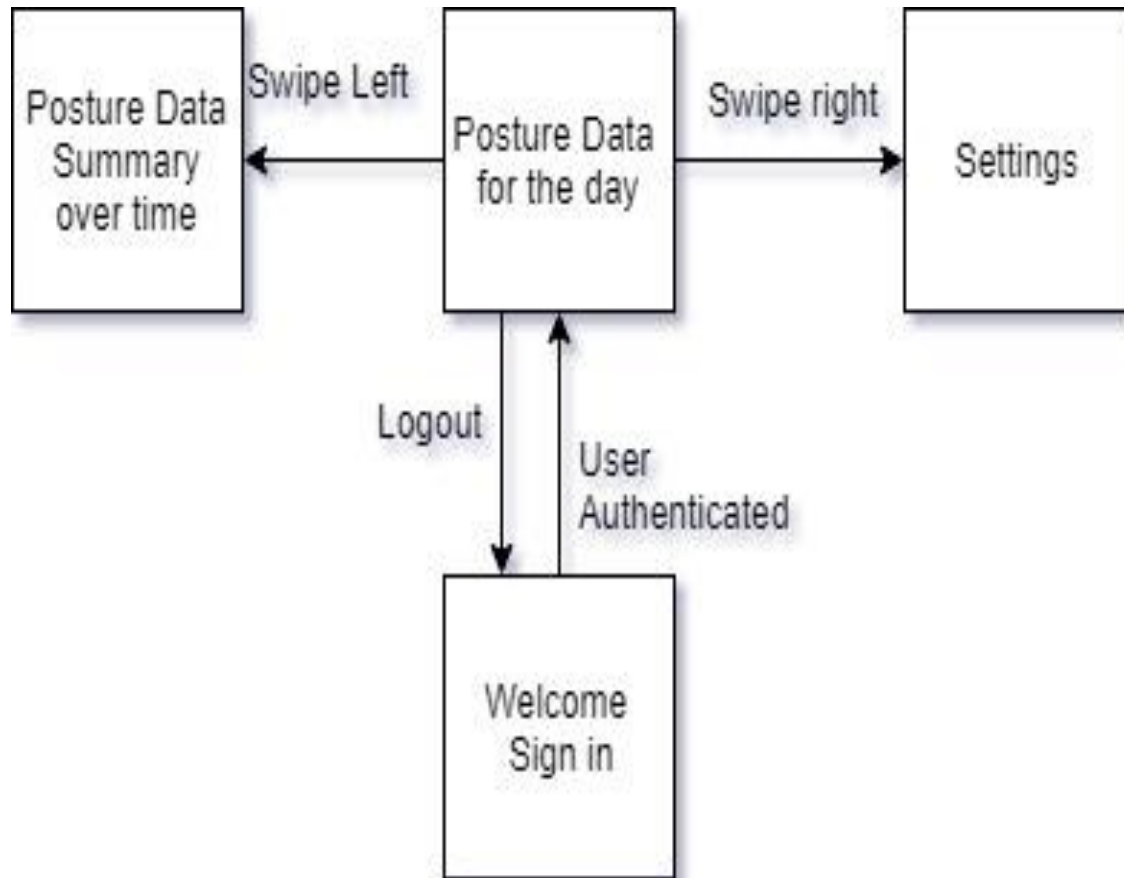 Posture Data
Summary
over time
Swipe Left
Posture Data
for the day
Swipe right
Settings
Logout
User
Authenticated
Welcome
Sign in